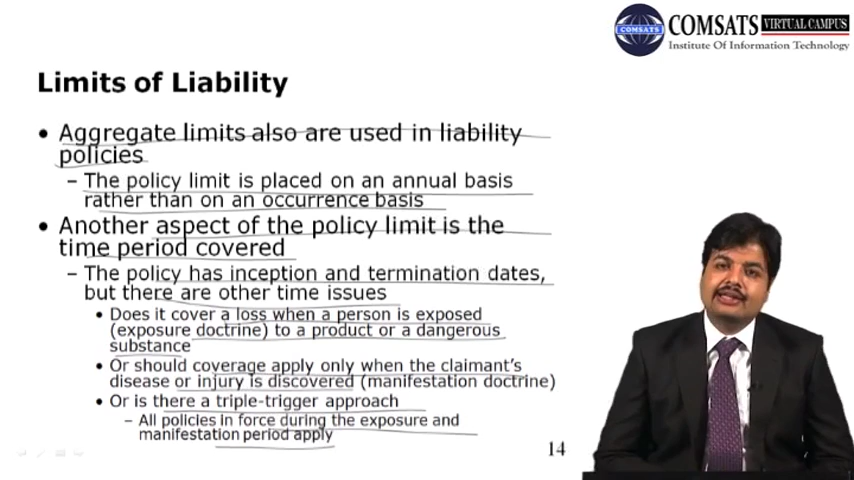 COMSATS VIRTUAL CAMPUS
COMSATS
Institute Of Information Technology
Limits of Liability
• Aggregate limits also are used in liability
policies
– The policy limit is placed on an annual basis
rather than on an occurrence basis
• Another aspect of the policy limit is the
time period covered
– The policy has inception and termination dates,
but there are other time issues
• Does it cover a loss when a person is exposed
(exposure doctrine) to a product or a dangerous
substance
• Or should coverage apply only when the claimant's
disease or injury is discovered (manifestation doctrine)
• Or is there a triple-trigger approach
– All policies in force during the exposure and
manifestation period apply
14